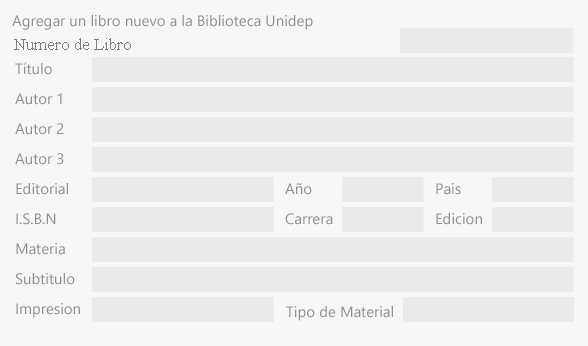 Agregar un libro nuevo a la Biblioteca Unidep
Numero de Libro
Título
Autor 1
Autor 2
Autor 3
Editorial Año Pais
I.S.B.N Carrera Edicion
Materia
Subtitulo
Impresion Tipo de Material